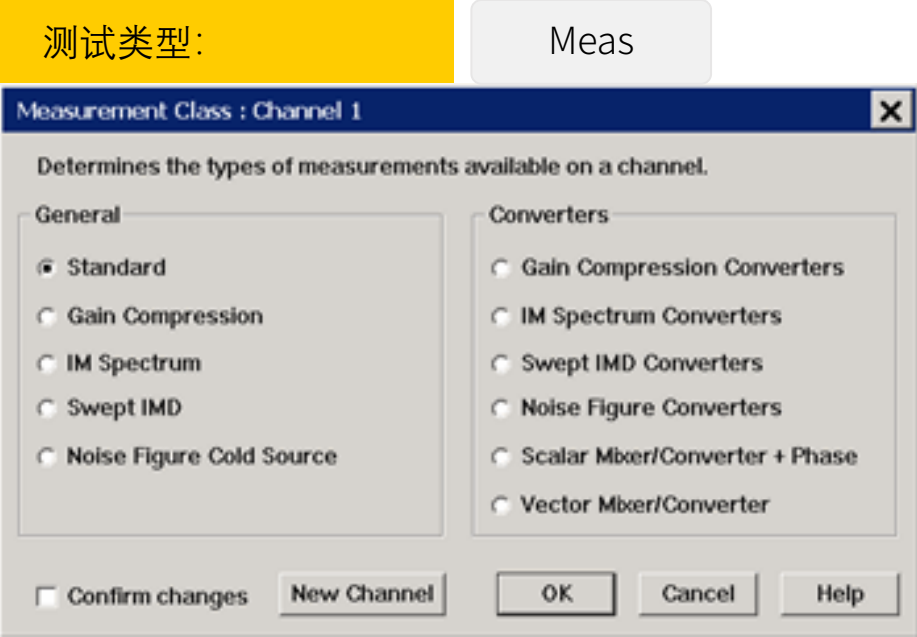 测试类型:
Meas
Measurement Class : Channel 1
Determines the types of measurements available on a channel.
General
Standard
Gain Compression
IM Spectrum
Swept IMD
Noise Figure Cold Source
Converters
Gain Compression Converters
IM Spectrum Converters
Swept IMD Converters
Noise Figure Converters
Scalar Mixer/Converter + Phase
Vector Mixer/Converter
Confirm changes
New Channel
OK
Cancel
Help